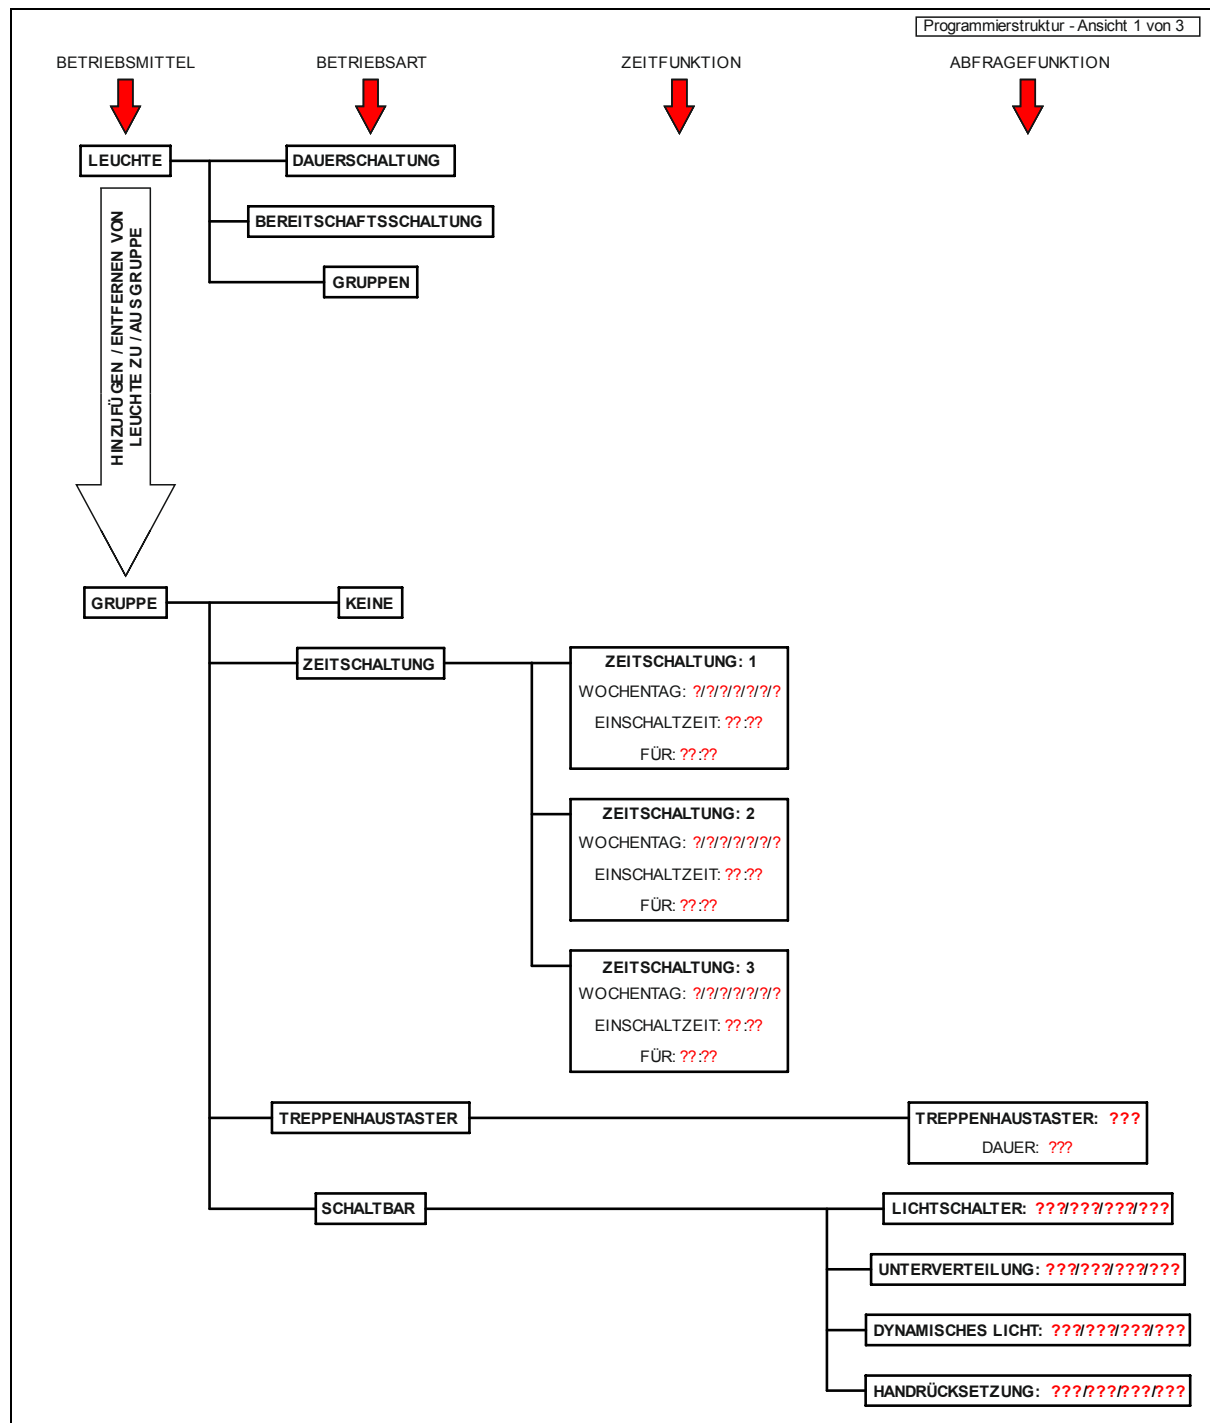 Programmierstruktur - Ansicht 1 von 3
BETRIEBSMITTEL
BETRIEBSART
ZEITFUNKTION
ABFRAGEFUNKTION
LEUCHTE
DAUERSCHALTUNG
BEREITSCHAFTSSCHALTUNG
GRUPPEN
HINZUFÜGEN / ENTFERNEN VON
LEUCHTE ZU / AUS GRUPPE
GRUPPE
KEINE
ZEITSCHALTUNG
ZEITSCHALTUNG: 1
WOCHENTAG: ?/?/?/?/?/?/?
EINSCHALTZEIT: ??:??
FÜR: ??:??
ZEITSCHALTUNG: 2
WOCHENTAG: ?/?/?/?/?/?/?
EINSCHALTZEIT: ??:??
FÜR: ??:??
ZEITSCHALTUNG: 3
WOCHENTAG: ?/?/?/?/?/?/?
EINSCHALTZEIT: ??:??
FÜR: ??:??
TREPPENHAUSTASTER
TREPPENHAUSTASTER: ???
DAUER: ???
SCHALTBAR
LICHTSCHALTER: ???/???/???/???
UNTERVERTEILUNG: ???/???/???/???
DYNAMISCHES LICHT: ???/???/???/???
HANDRÜCKSETZUNG: ???/???/???/???